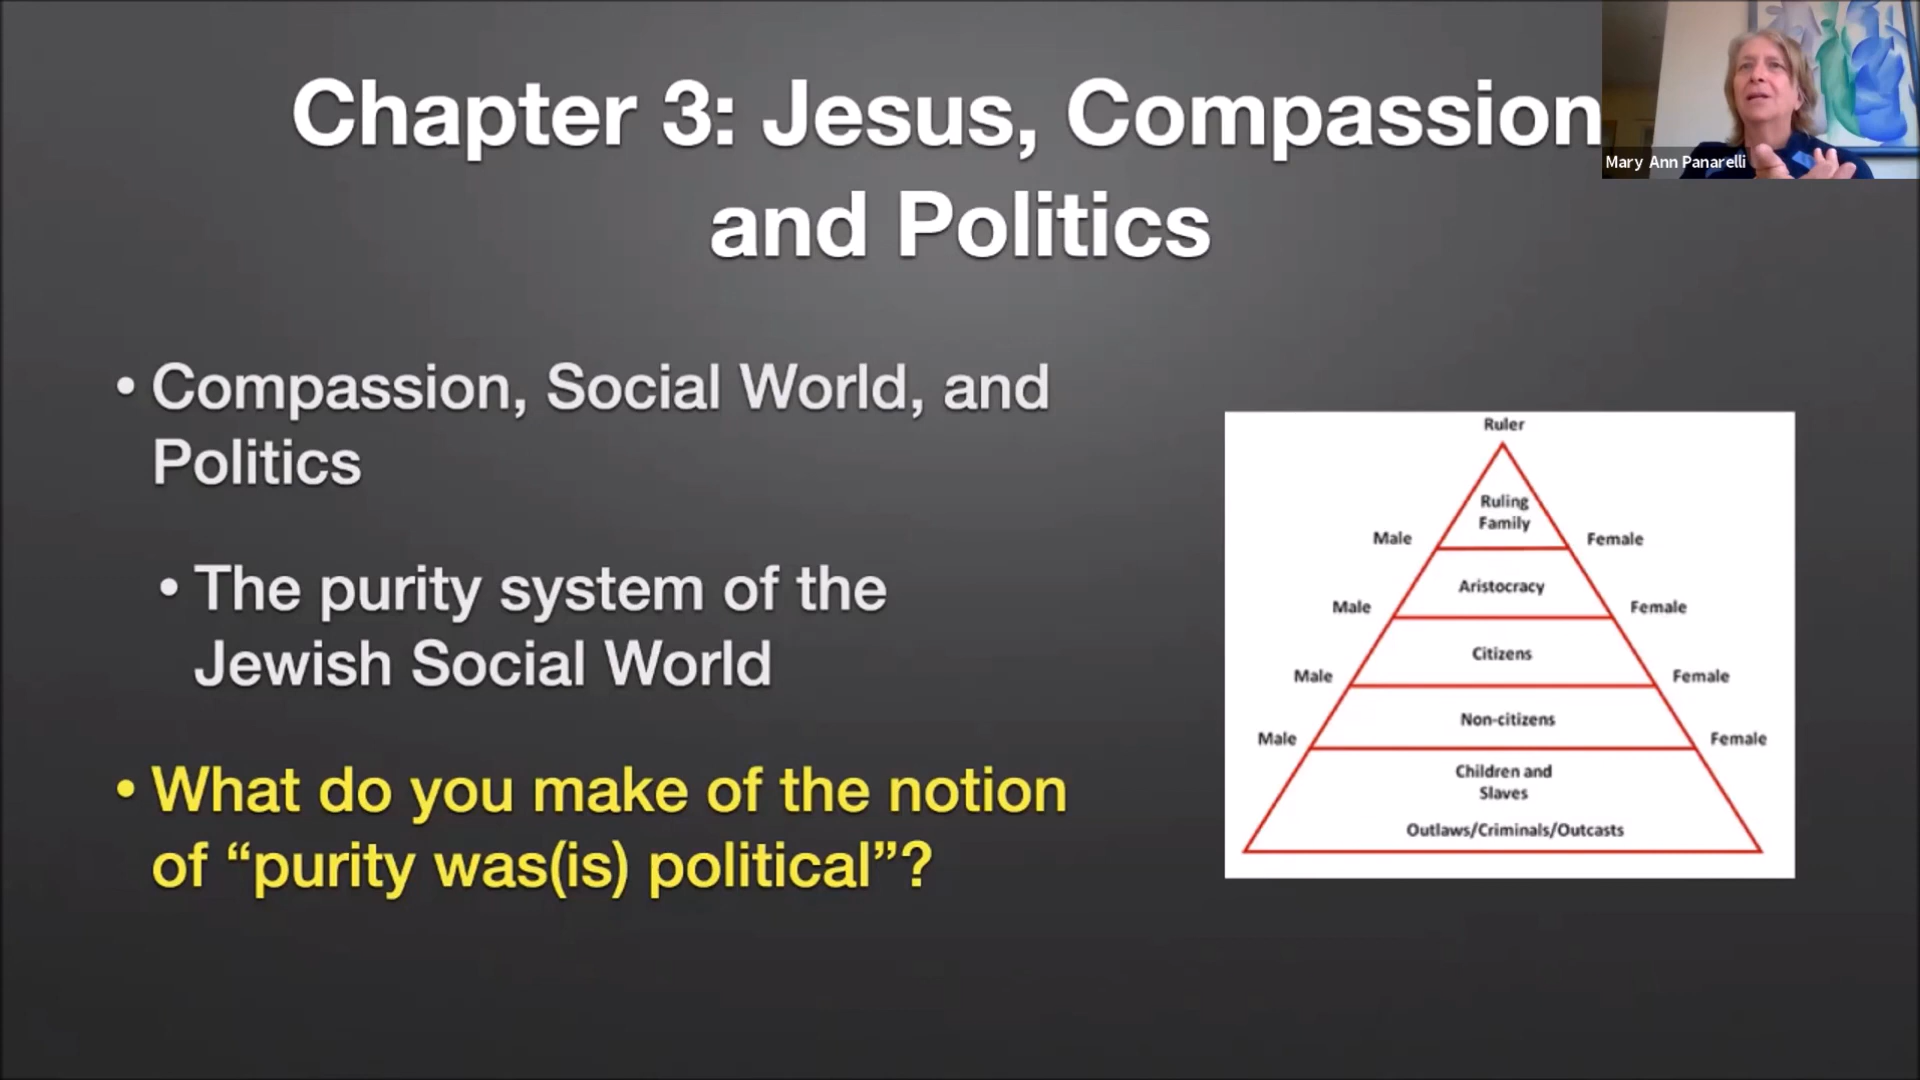 Chapter 3: Jesus, Compassion
and Politics
Mary Ann Panarelli
• Compassion, Social World, and
Politics
• The purity system of the
Jewish Social World
• What do you make of the notion
of “purity was(is) political”?
Ruler
Ruling
Family
Male Female
Aristocracy
Male Female
Citizens
Male Female
Non-citizens
Male Female
Children and
Slaves
Outlaws/Criminals/Outcasts